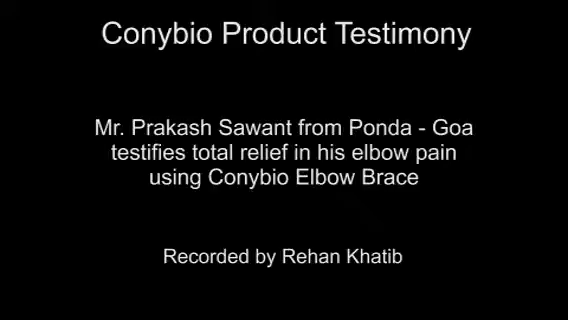 Conybio Product Testimony
Mr. Prakash Sawant from Ponda - Goa
testifies total relief in his elbow pain
using Conybio Elbow Brace
Recorded by Rehan Khatib